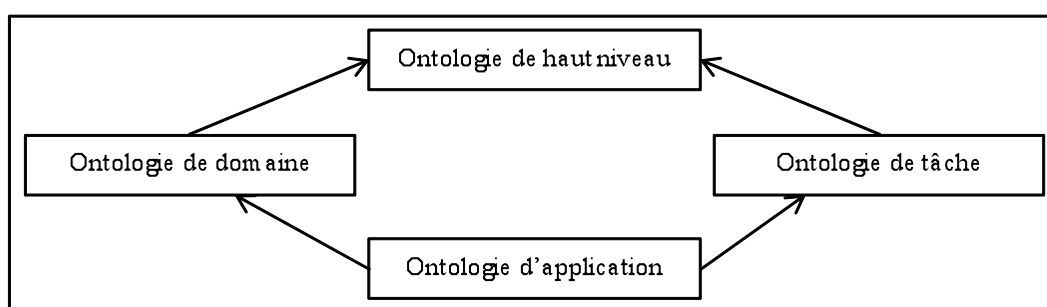 Ontologie de haut niveau
Ontologie de domaine
Ontologie de tâche
Ontologie d'application